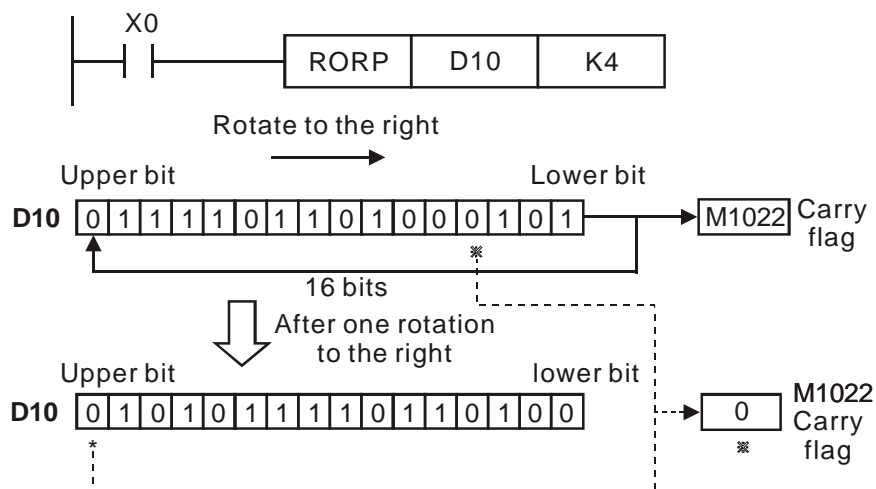 X0
RORP D10 K4
Rotate to the right
Upper bit Lower bit
D10 0 1 1 1 1 0 1 1 0 1 0 0 0 1 0 1 M1022 Carry flag
※
16 bits
After one rotation
to the right
Upper bit lower bit
D10 0 1 0 1 0 1 1 1 1 0 1 1 0 1 0 0 0 M1022 Carry flag
* ※